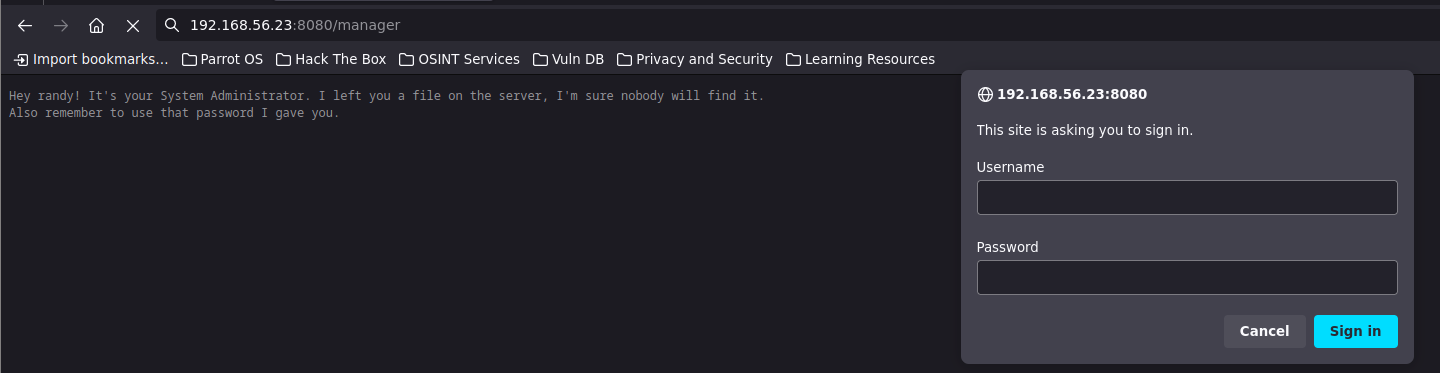 192.168.56.23:8080/manager
Import bookmarks... Parrot OS Hack The Box OSINT Services Vuln DB Privacy and Security Learning Resources
Hey randy! It's your System Administrator. I left you a file on the server, I'm sure nobody will find it.
Also remember to use that password I gave you.
192.168.56.23:8080
This site is asking you to sign in.
Username
Password
Cancel Sign in